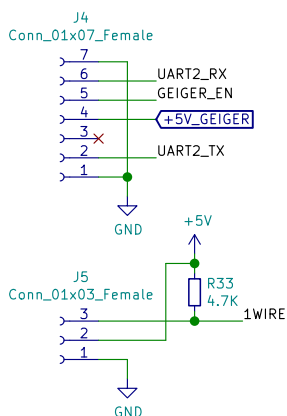 J4
Conn_01x07_Female
7
6
UART2_RX
5
GEIGER_EN
4
+5V_GEIGER
3
2
UART2_TX
1
GND
+5V
J5
Conn_01x03_Female
R33
4.7K
3
1WIRE
2
1
GND